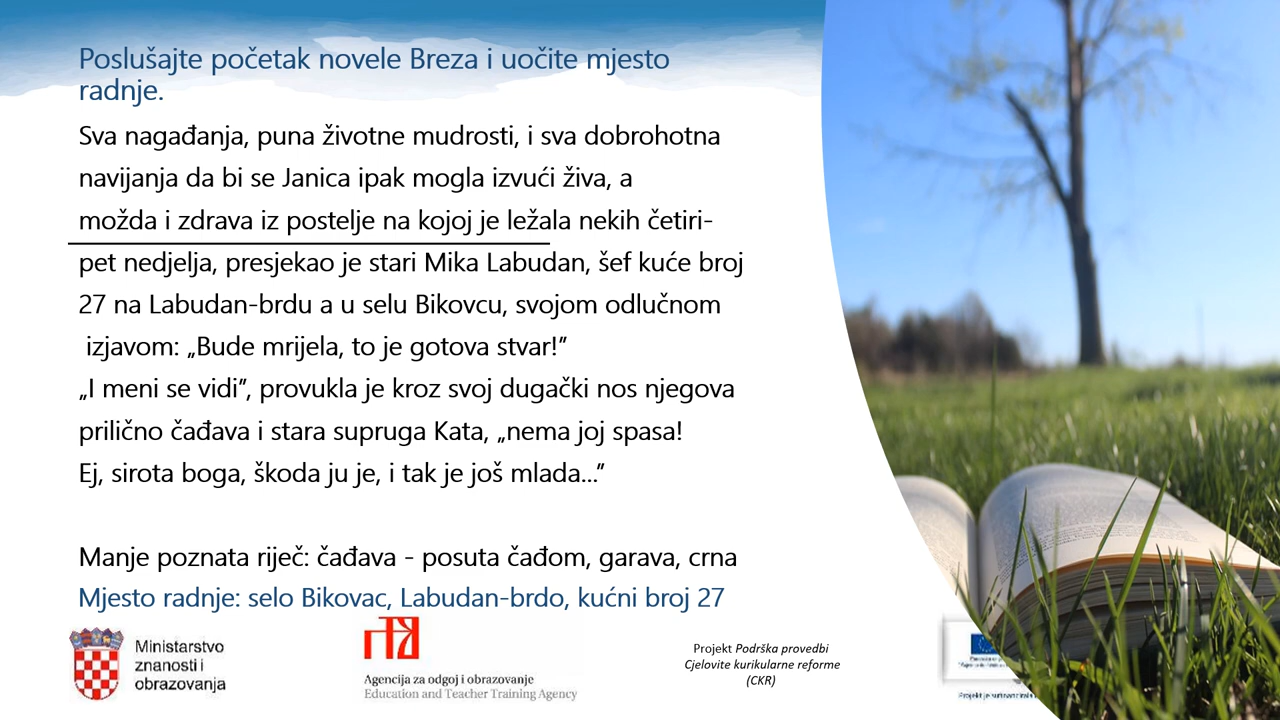 Poslušajte početak novele Breza i uočite mjesto
radnje.
Sva nagađanja, puna životne mudrosti, i sva dobrohotna
navijanja da bi se Janica ipak mogla izvući živa, a
možda i zdrava iz postelje na kojoj je ležala nekih četiri-
pet nedjelja, presjekao je stari Mika Labudan, šef kuće broj
27 na Labudan-brdu a u selu Bikovcu, svojom odlučnom
izjavom: „Bude mrijela, to je gotova stvar!”
„I meni se vidi”, provukla je kroz svoj dugački nos njegova
prilično čađava i stara supruga Kata, „nema joj spasa!
Ej, sirota boga, škoda ju je, i tak je još mlada...”
Manje poznata riječ: čađava - posuta čađom, garava, crna
Mjesto radnje: selo Bikovac, Labudan-brdo, kućni broj 27
Ministarstvo
znanosti i
obrazovanja
Agencija za odgoj i obrazovanje
Education and Teacher Training Agency
Projekt Podrška provedbi
Cjelovite kurikularne reforme
(CKR)
Projekt je sufinancirala